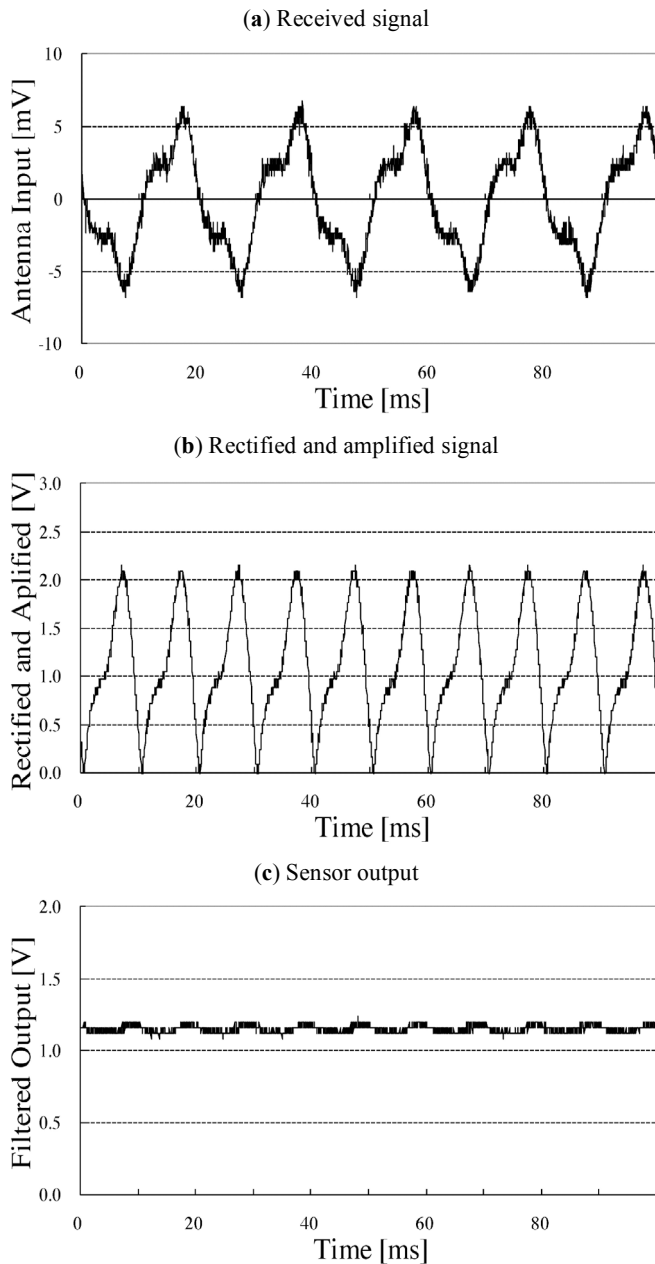 (a) Received signal
Antenna Input [mV]
10
5
0
-5
-10
0 20 40 60 80
Time [ms]
(b) Rectified and amplified signal
Rectified and Aplified [V]
3.0
2.5
2.0
1.5
1.0
0.5
0.0
0 20 40 60 80
Time [ms]
(c) Sensor output
Filtered Output [V]
2.0
1.5
1.0
0.5
0.0
0 20 40 60 80
Time [ms]